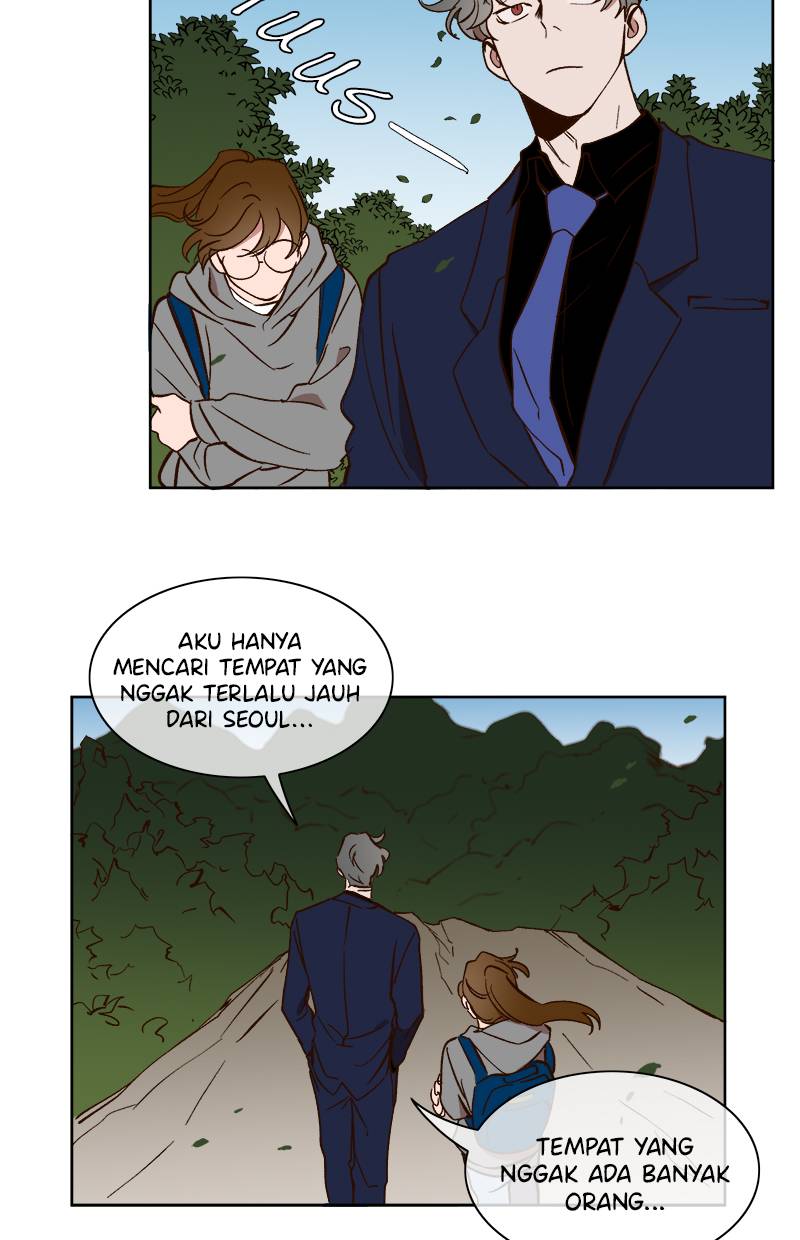 AKU HANYA
MENCARI TEMPAT YANG
NGGAK TERLALU JAUH
DARI SEOUL...
TEMPAT YANG
NGGAK ADA BANYAK
ORANG...